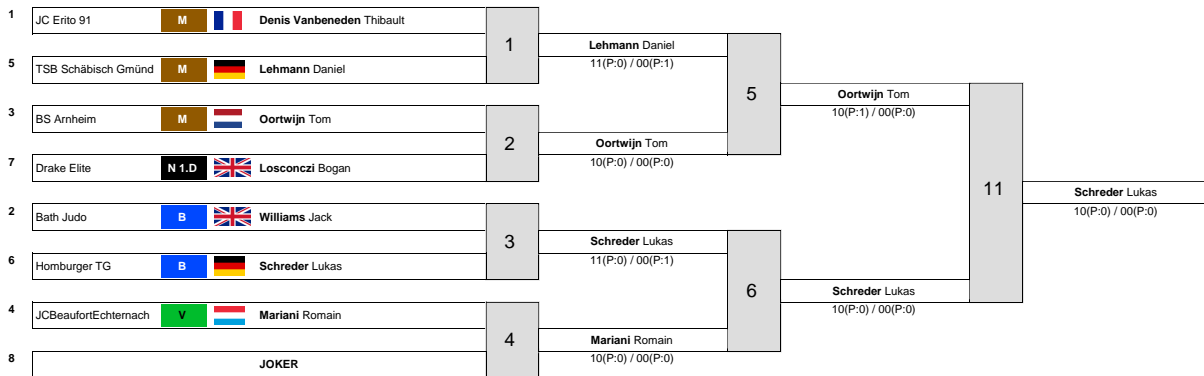 1 JC Erito 91 M Denis Vanbeneden Thibault
1
Lehmann Daniel
11(P:0) / 00(P:1)
5 TSB Schäbisch Gmünd M Lehmann Daniel
5
Oortwijn Tom
10(P:1) / 00(P:0)
3 BS Arnheim M Oortwijn Tom
2
Oortwijn Tom
10(P:0) / 00(P:0)
7 Drake Elite N 1.D Losconczi Bogan
11
Schreder Lukas
10(P:0) / 00(P:0)
2 Bath Judo B Williams Jack
3
Schreder Lukas
11(P:0) / 00(P:1)
6 Homburger TG B Schreder Lukas
6
Schreder Lukas
10(P:0) / 00(P:0)
4 JCBeaufortEchternach V Mariani Romain
4
Mariani Romain
10(P:0) / 00(P:0)
8 JOKER